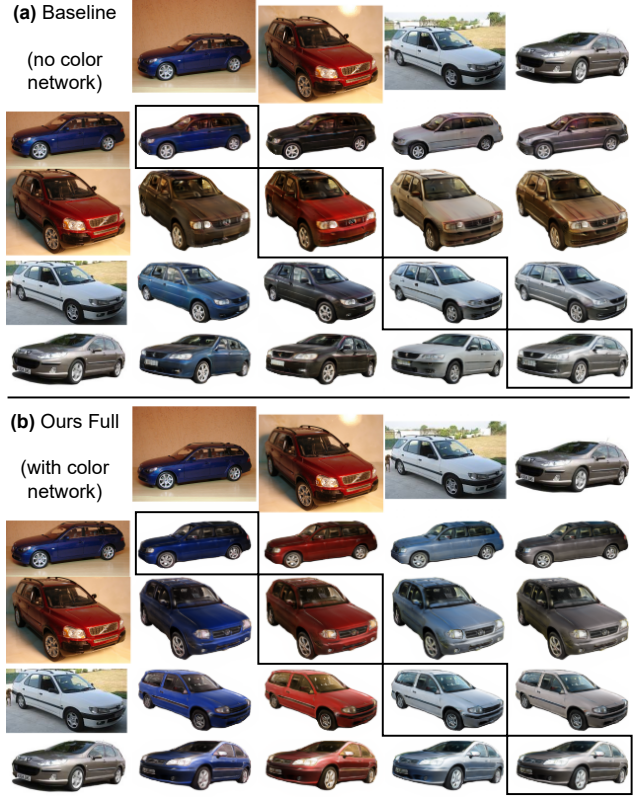 (a) Baseline
(no color
network)
(b) Ours Full
(with color
network)